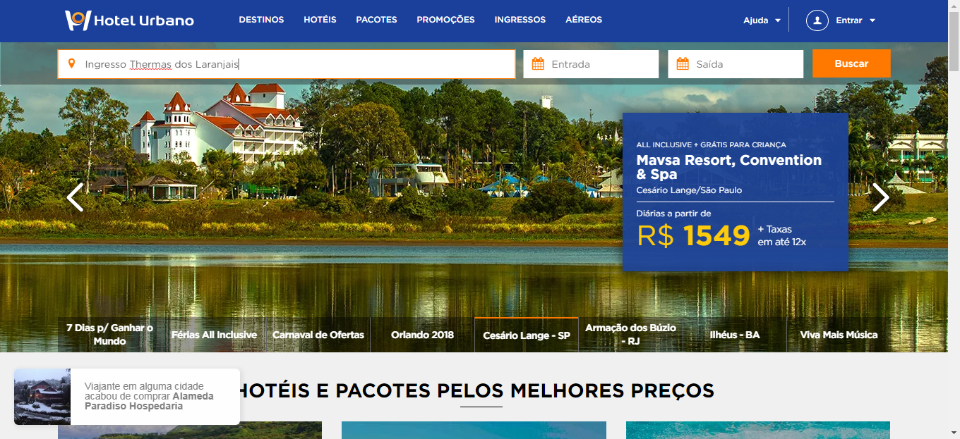 Hotel Urbano
DESTINOS HOTÉIS PACOTES PROMOÇÕES INGRESSOS AÉREOS
Ajuda Entrar
Ingresso Thermas dos Laranjais
Entrada Saída Buscar
ALL INCLUSIVE + GRÁTIS PARA CRIANÇA
Mavsa Resort, Convention
& Spa
Cesário Lange/São Paulo
Diárias a partir de
R$ 1549 + Taxas
em até 12x
7 Dias p/ Ganhar o
Mundo
Férias All Inclusive
Carnaval de Ofertas
Orlando 2018
Cesário Lange - SP
Armação dos Búzio
- RJ
Ilhéus - BA
Viva Mais Música
HOTÉIS E PACOTES PELOS MELHORES PREÇOS
Viajante em alguma cidade
acabou de comprar Alameda
Paradiso Hospedaria